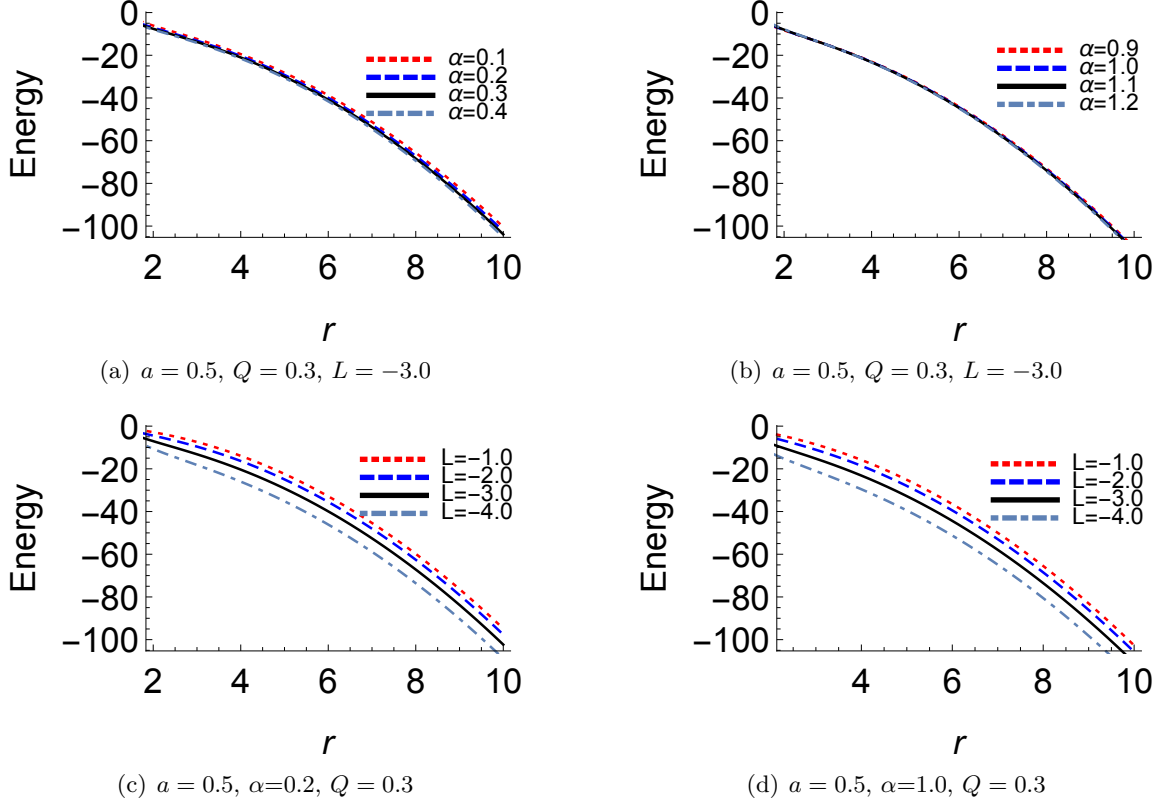 0
−20
−40
−60
−80
−100
Energy
α=0.1
α=0.2
α=0.3
α=0.4
2 4 6 8 10
r
(a) a = 0.5, Q = 0.3, L = −3.0
0
−20
−40
−60
−80
−100
Energy
α=0.9
α=1.0
α=1.1
α=1.2
2 4 6 8 10
r
(b) a = 0.5, Q = 0.3, L = −3.0
0
−20
−40
−60
−80
−100
Energy
L=−1.0
L=−2.0
L=−3.0
L=−4.0
2 4 6 8 10
r
(c) a = 0.5, α=0.2, Q = 0.3
0
−20
−40
−60
−80
−100
Energy
L=−1.0
L=−2.0
L=−3.0
L=−4.0
4 6 8 10
r
(d) a = 0.5, α=1.0, Q = 0.3